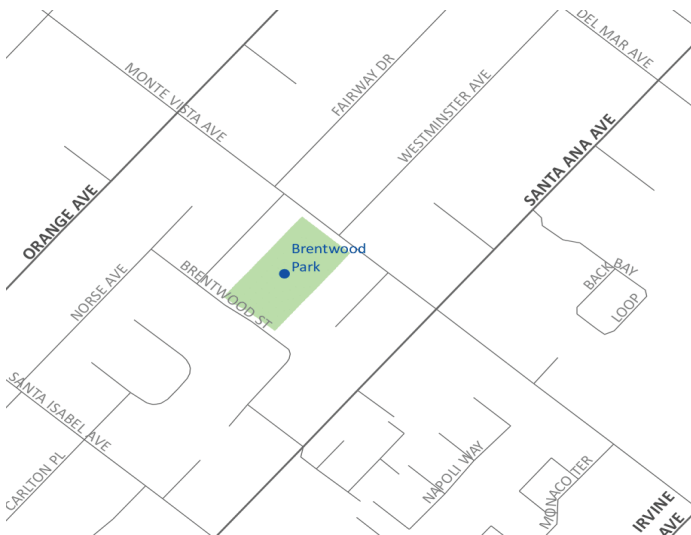 DEL MAR AVE
MONTE VISTA AVE
FAIRWAY DR
WESTMINSTER AVE
SANTA ANA AVE
ORANGE AVE
Brentwood
Park
NORSE AVE
BRENTWOOD ST
BACK BAY
LOOP
SANTA ISABEL AVE
CARLTON PL
NAPOLI WAY
MONACO TER
IRVINE
AVE